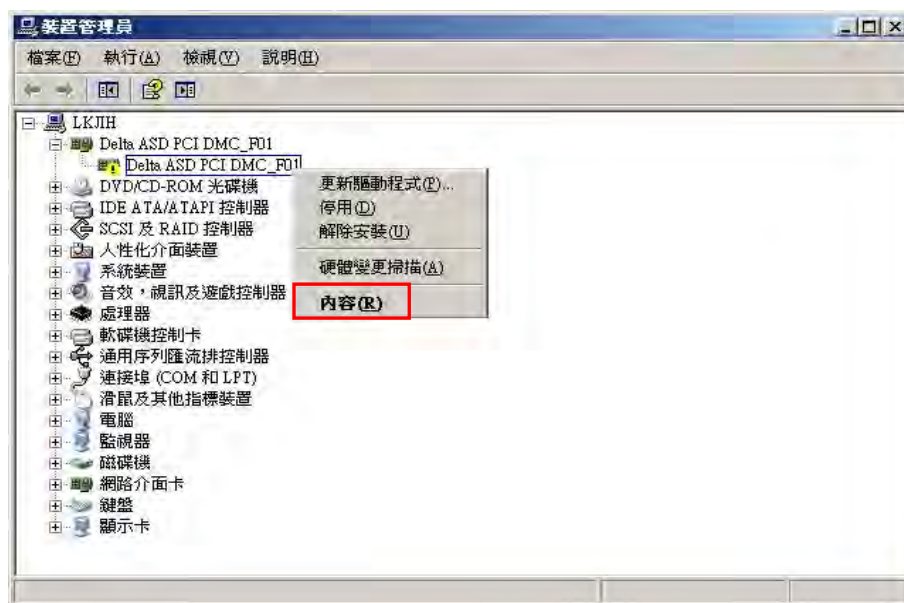 裝置管理員
檔案(F) 執行(A) 檢視(V) 說明(H)
LKJIH
Delta ASD PCI DMC_F01
Delta ASD PCI DMC_F01
DVD/CD-ROM 光碟機
IDE ATA/ATAPI 控制器
SCSI 及 RAID 控制器
人性化介面裝置
系統裝置
音效，視訊及遊戲控制器
處理器
軟碟機控制卡
通用序列匯流排控制器
連接埠 (COM 和 LPT)
滑鼠及其他指標裝置
電腦
監視器
磁碟機
網路介面卡
鍵盤
顯示卡
更新驅動程式(P)...
停用(D)
解除安裝(U)
硬體變更掃描(A)
內容(R)